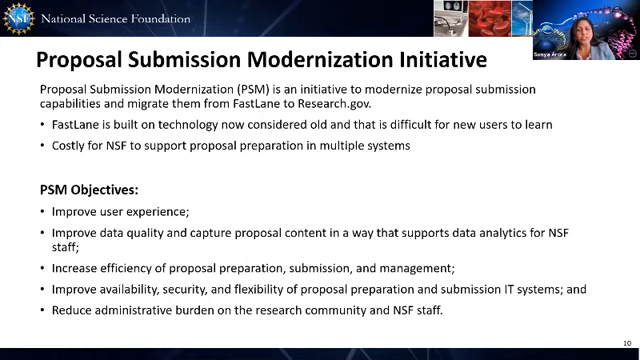 NSF
National Science Foundation
Sonya Arora
Proposal Submission Modernization Initiative
Proposal Submission Modernization (PSM) is an initiative to modernize proposal submission
capabilities and migrate them from FastLane to Research.gov.
• FastLane is built on technology now considered old and that is difficult for new users to learn
• Costly for NSF to support proposal preparation in multiple systems
PSM Objectives:
• Improve user experience;
• Improve data quality and capture proposal content in a way that supports data analytics for NSF
staff;
• Increase efficiency of proposal preparation, submission, and management;
• Improve availability, security, and flexibility of proposal preparation and submission IT systems; and
• Reduce administrative burden on the research community and NSF staff.
10